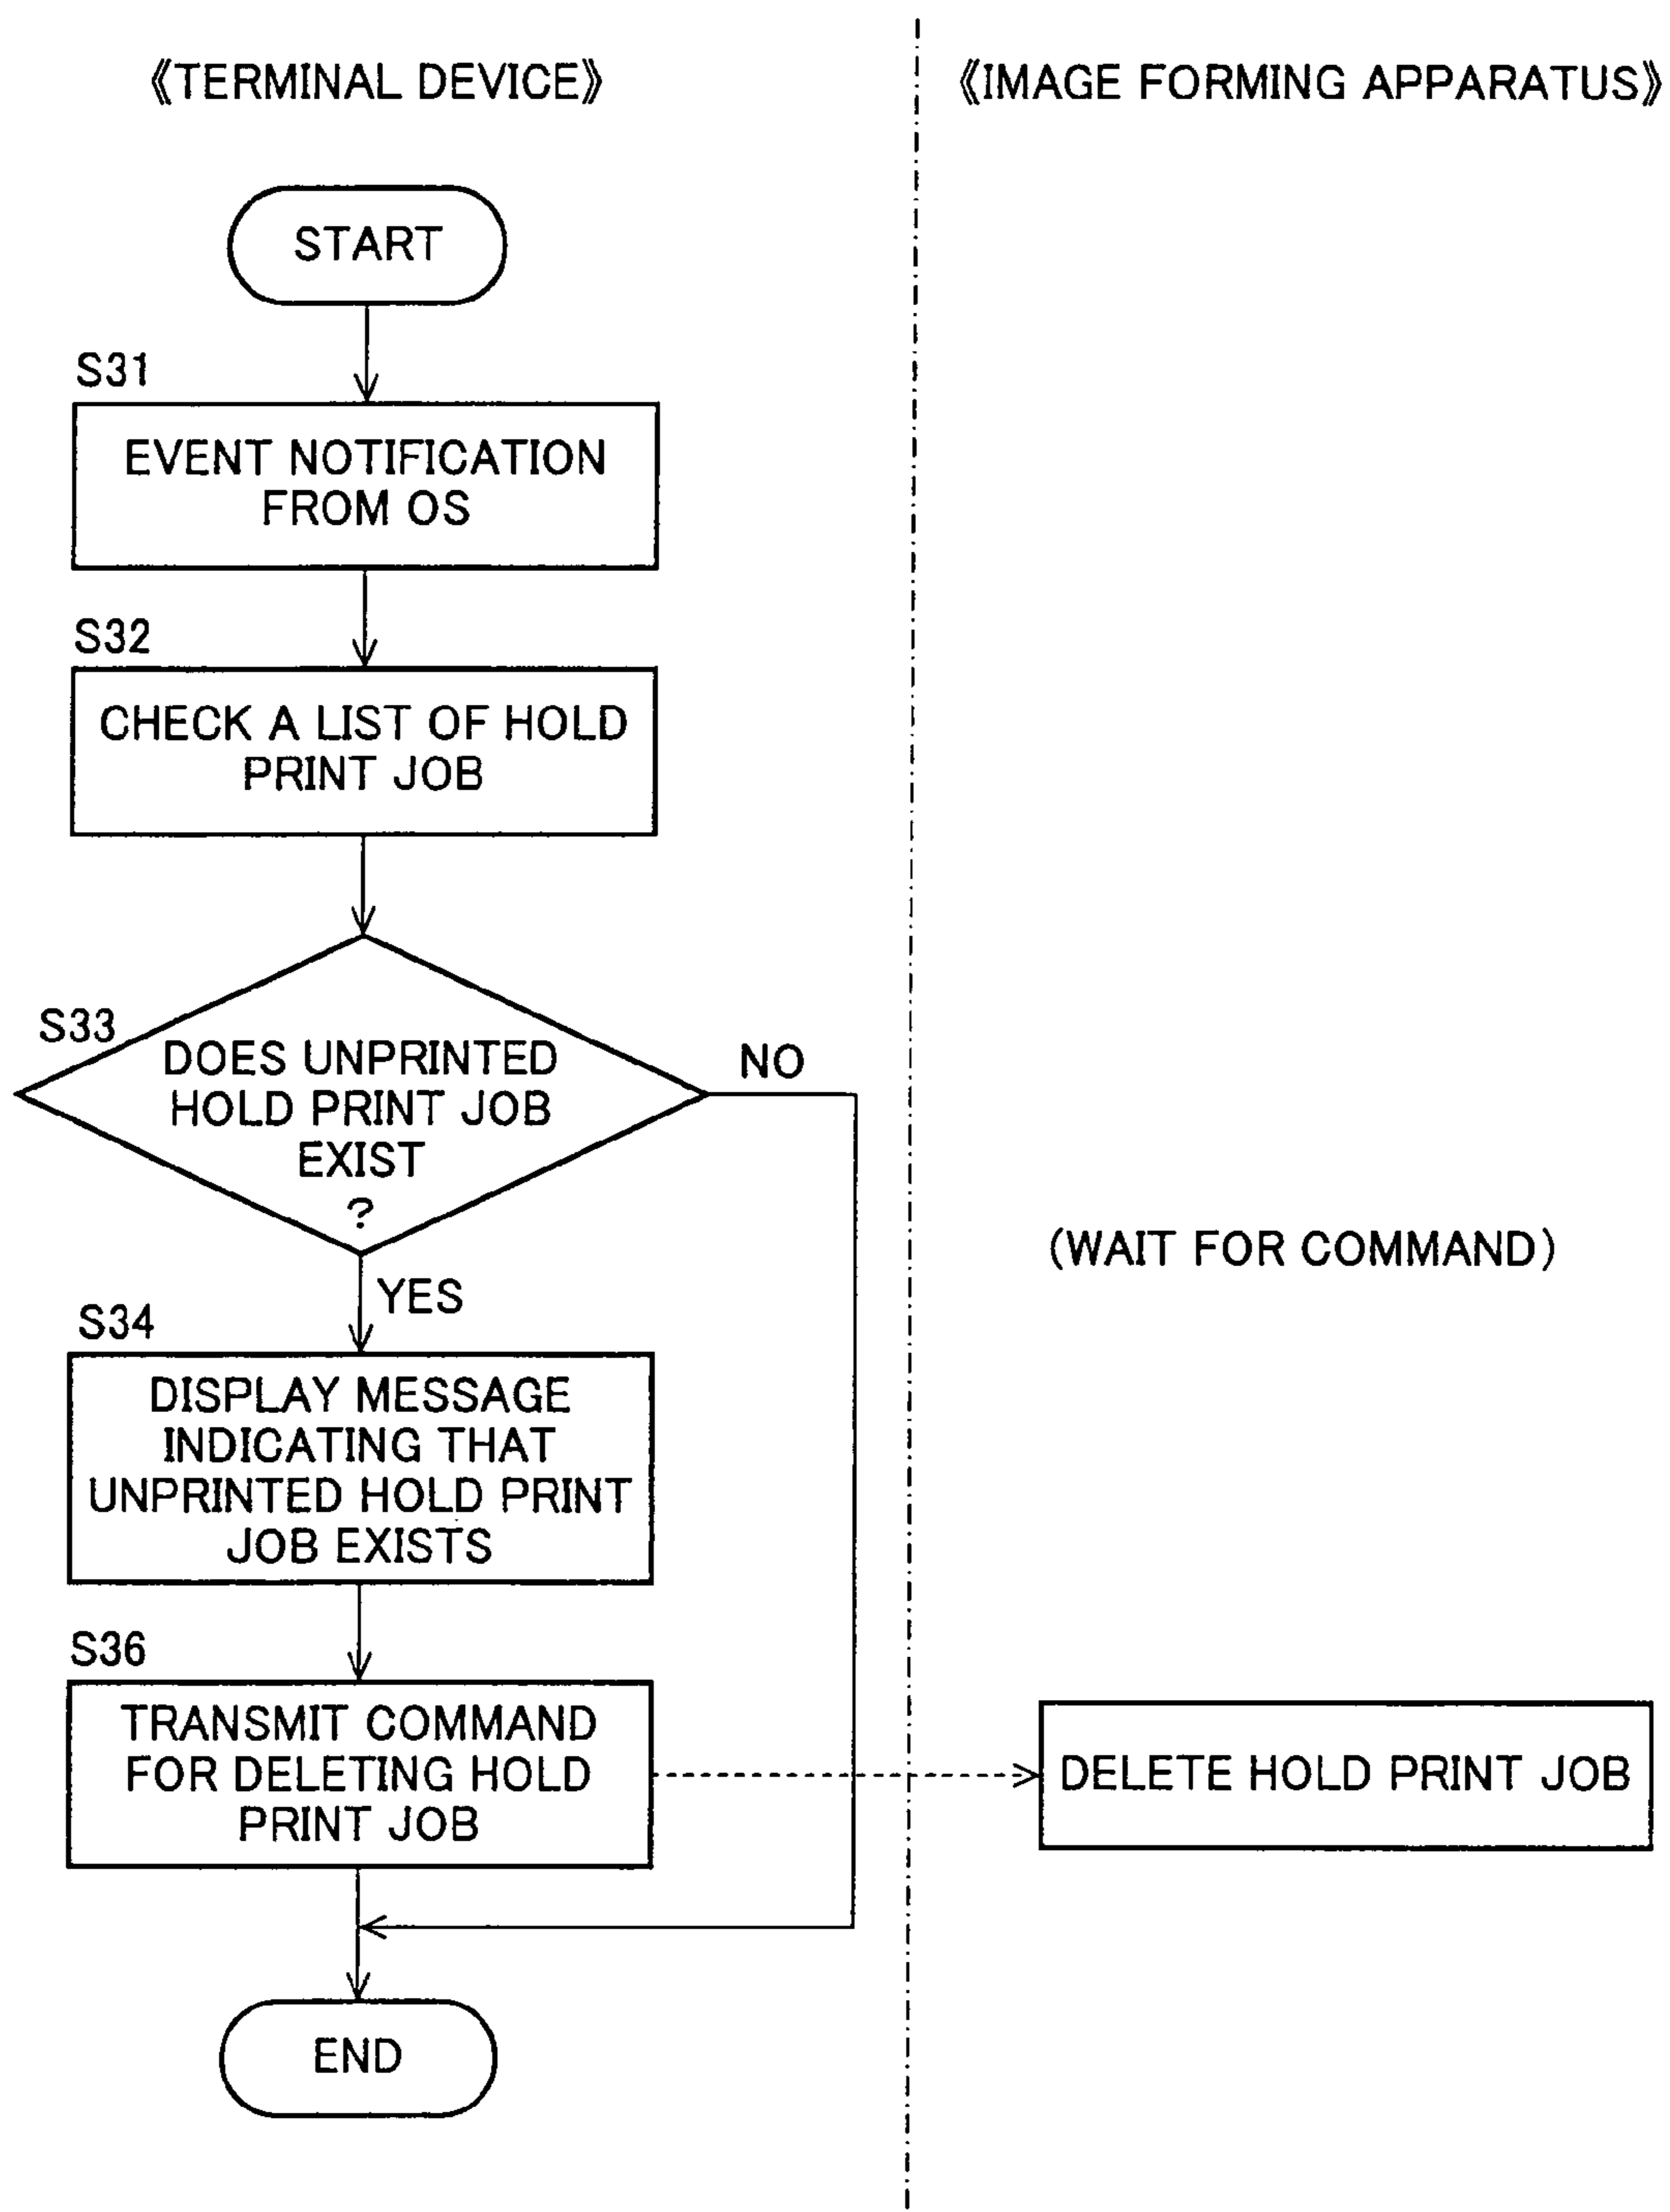 《TERMINAL DEVICE》
《IMAGE FORMING APPARATUS》
START
S31
EVENT NOTIFICATION
FROM OS
S32
CHECK A LIST OF HOLD
PRINT JOB
S33
DOES UNPRINTED
HOLD PRINT JOB
EXIST
?
NO
YES
(WAIT FOR COMMAND)
S34
DISPLAY MESSAGE
INDICATING THAT
UNPRINTED HOLD PRINT
JOB EXISTS
S36
TRANSMIT COMMAND
FOR DELETING HOLD
PRINT JOB
DELETE HOLD PRINT JOB
END